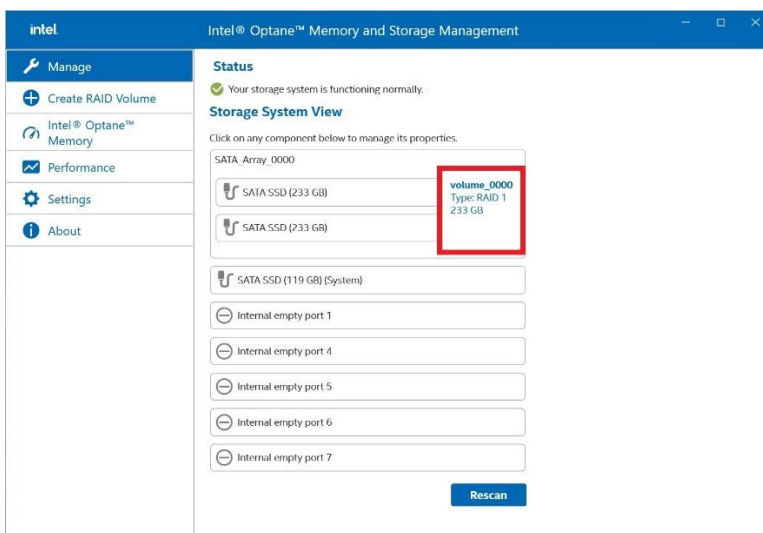 intel.
Intel® Optane™ Memory and Storage Management
Manage
Create RAID Volume
Intel® Optane™
Memory
Performance
Settings
About
Status
Your storage system is functioning normally.
Storage System View
Click on any component below to manage its properties.
SATA_Array_0000
SATA SSD (233 GB)
SATA SSD (233 GB)
volume_0000
Type: RAID 1
233 GB
SATA SSD (119 GB) (System)
Internal empty port 1
Internal empty port 4
Internal empty port 5
Internal empty port 6
Internal empty port 7
Rescan